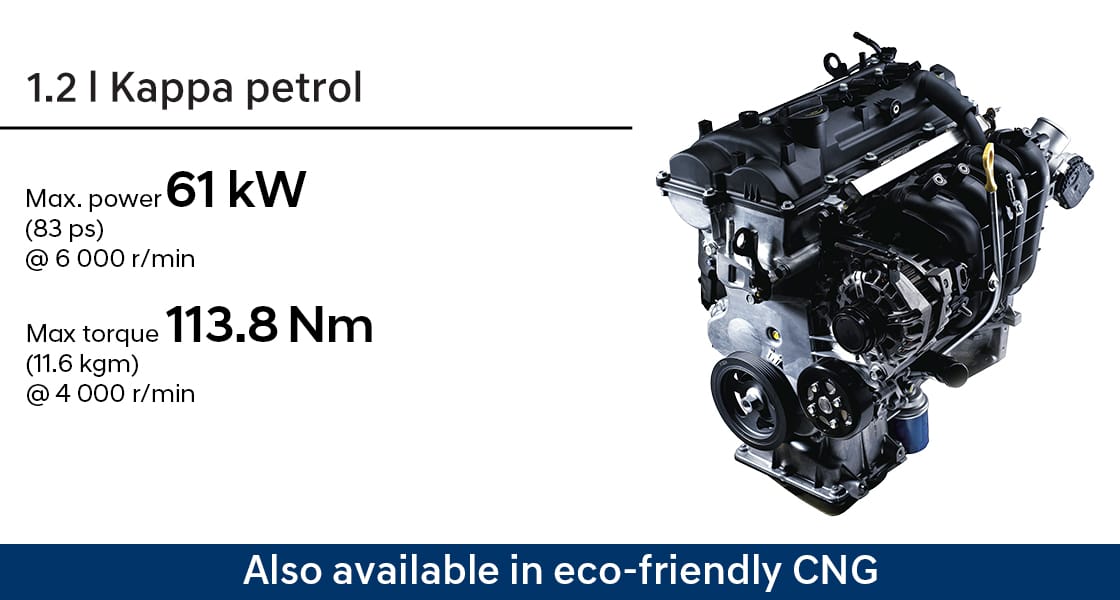 1.2 l Kappa petrol
Max. power 61 kW
(83 ps)
@ 6 000 r/min
Max torque 113.8 Nm
(11.6 kgm)
@ 4 000 r/min
Also available in eco-friendly CNG